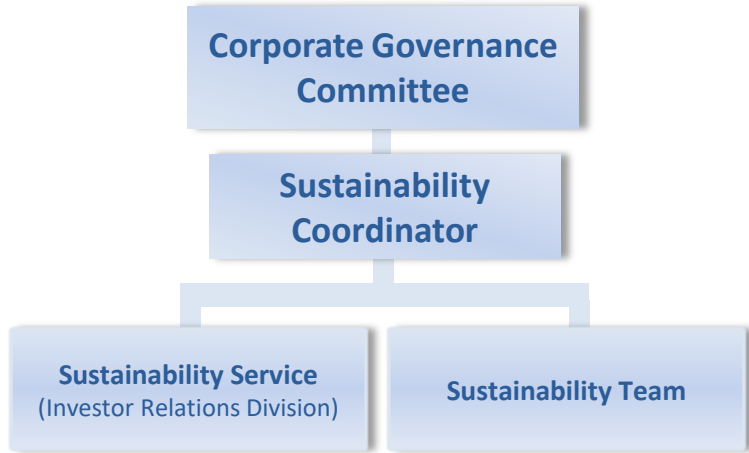 Corporate Governance
Committee
Sustainability
Coordinator
Sustainability Service
(Investor Relations Division)
Sustainability Team